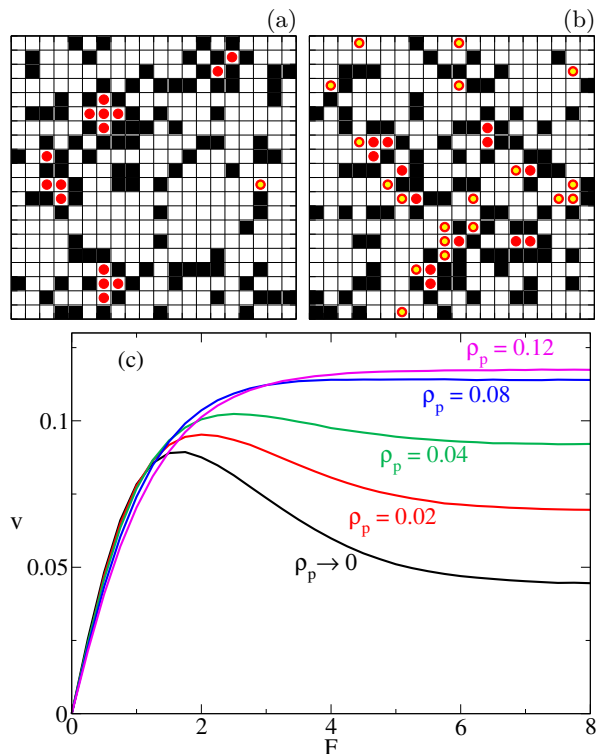 (a) (b)
(c)
ρp = 0.12
ρp = 0.08
ρp = 0.04
ρp = 0.02
ρp → 0
0.1
0.05
0
v
0 2 4 6 8
F